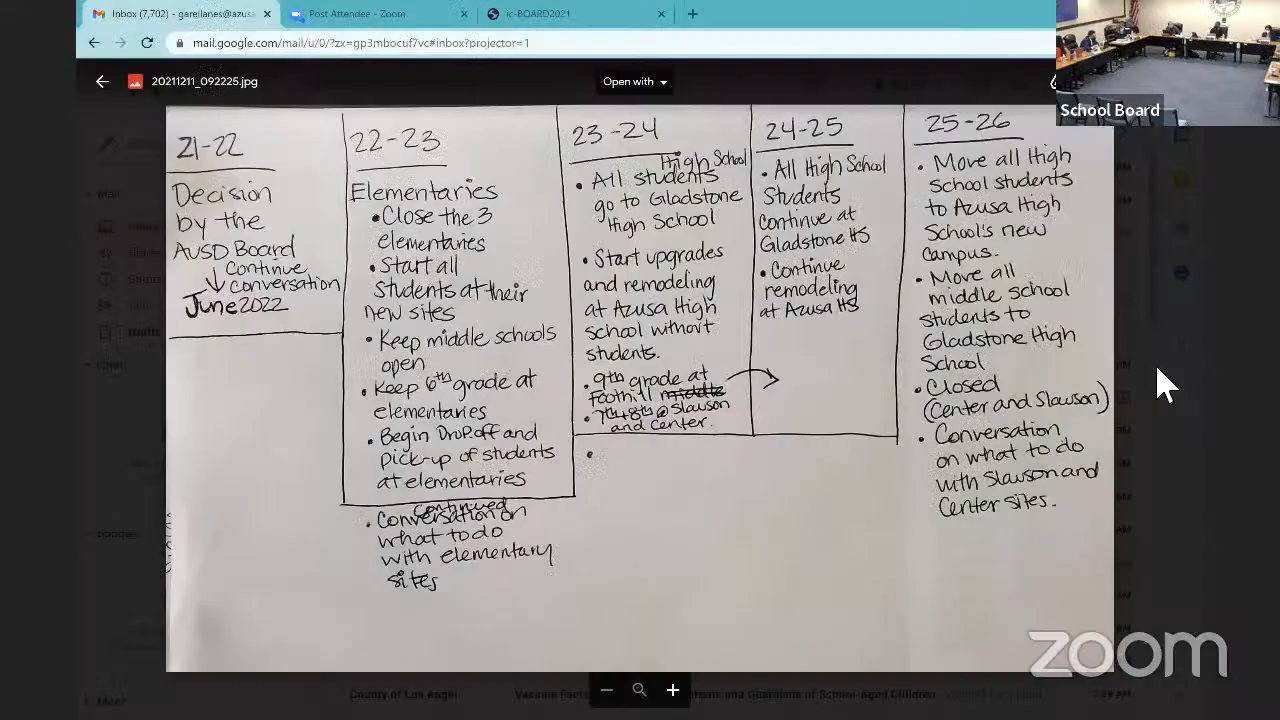 Inbox (7,702) - garellanes@azus
Post Attendee - Zoom
ic-BOARD2021
mail.google.com/mail/u/0/?zx=gp3mbocuf7vc#inbox?projector=1
20211211_092225.jpg
Open with
School Board
21-22
Decision
by the
AUSD Board
Continue
conversation
June 2022
22-23
Elementaries
• Close the 3
elementaries
• Start all
students at their
new sites
• Keep middle schools
open
• Keep 6th grade at
elementaries
• Begin Drop.off and
pick-up of students
at elementaries
continued
• Conversation on
what to do
with elementary
sites
23-24
High School
• All students
go to Gladstone
High School
• Start upgrades
and remodeling
at Azusa High
school without
students.
• 9th grade at
Foothill middle
• 7th+8th @ Slauson
and Center.
•
24-25
• All High School
Students
continue at
Gladstone HS
• Continue
remodeling
at Azusa HS
25-26
• Move all High
School students
to Azusa High
School's new
campus.
• Move all
middle school
students to
Gladstone High
School
• Closed
(Center and Slauson)
• Conversation
on what to do
with Slauson and
Center sites.
zoom
County of Los Angel